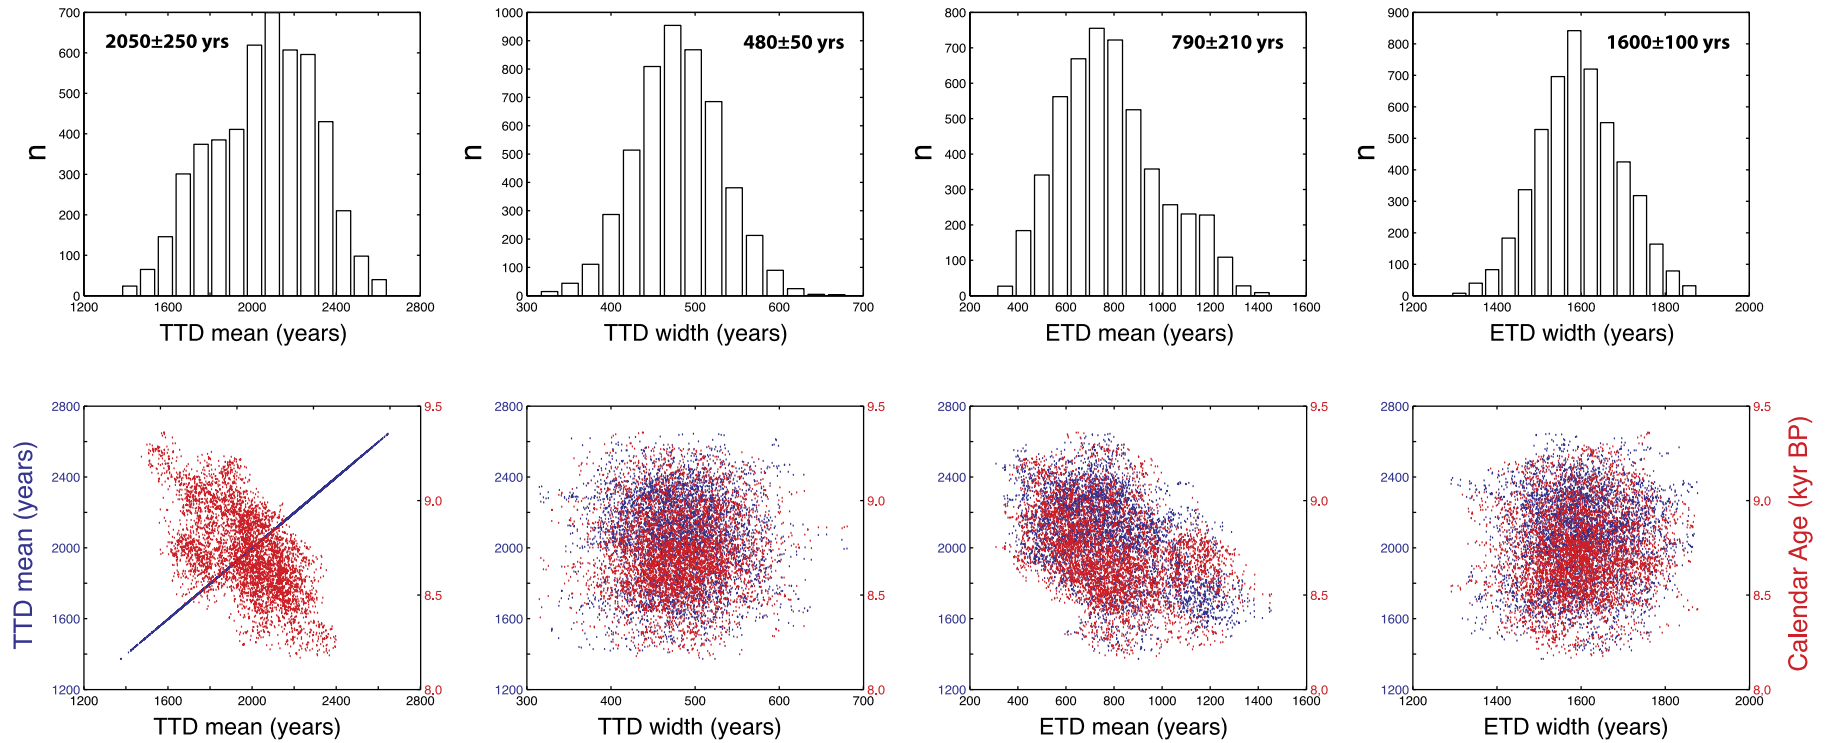 700
600
500
400
300
200
100
0
n
2050±250 yrs
1200 1600 2000 2400 2800
TTD mean (years)
1000
900
800
700
600
500
400
300
200
100
0
n
480±50 yrs
300 400 500 600 700
TTD width (years)
800
700
600
500
400
300
200
100
0
n
790±210 yrs
200 400 600 800 1000 1200 1400 1600
ETD mean (years)
900
800
700
600
500
400
300
200
100
0
n
1600±100 yrs
1200 1400 1600 1800 2000
ETD width (years)
TTD mean (years)
2800
2400
2000
1600
1200
9.5
9.0
8.5
8.0
1200 1600 2000 2400 2800
TTD mean (years)
2800
2400
2000
1600
1200
9.5
9.0
8.5
8.0
300 400 500 600 700
TTD width (years)
2800
2400
2000
1600
1200
9.5
9.0
8.5
8.0
200 400 600 800 1000 1200 1400 1600
ETD mean (years)
2800
2400
2000
1600
1200
9.5
9.0
8.5
8.0
1200 1400 1600 1800 2000
ETD width (years)
Calendar Age (kyr BP)